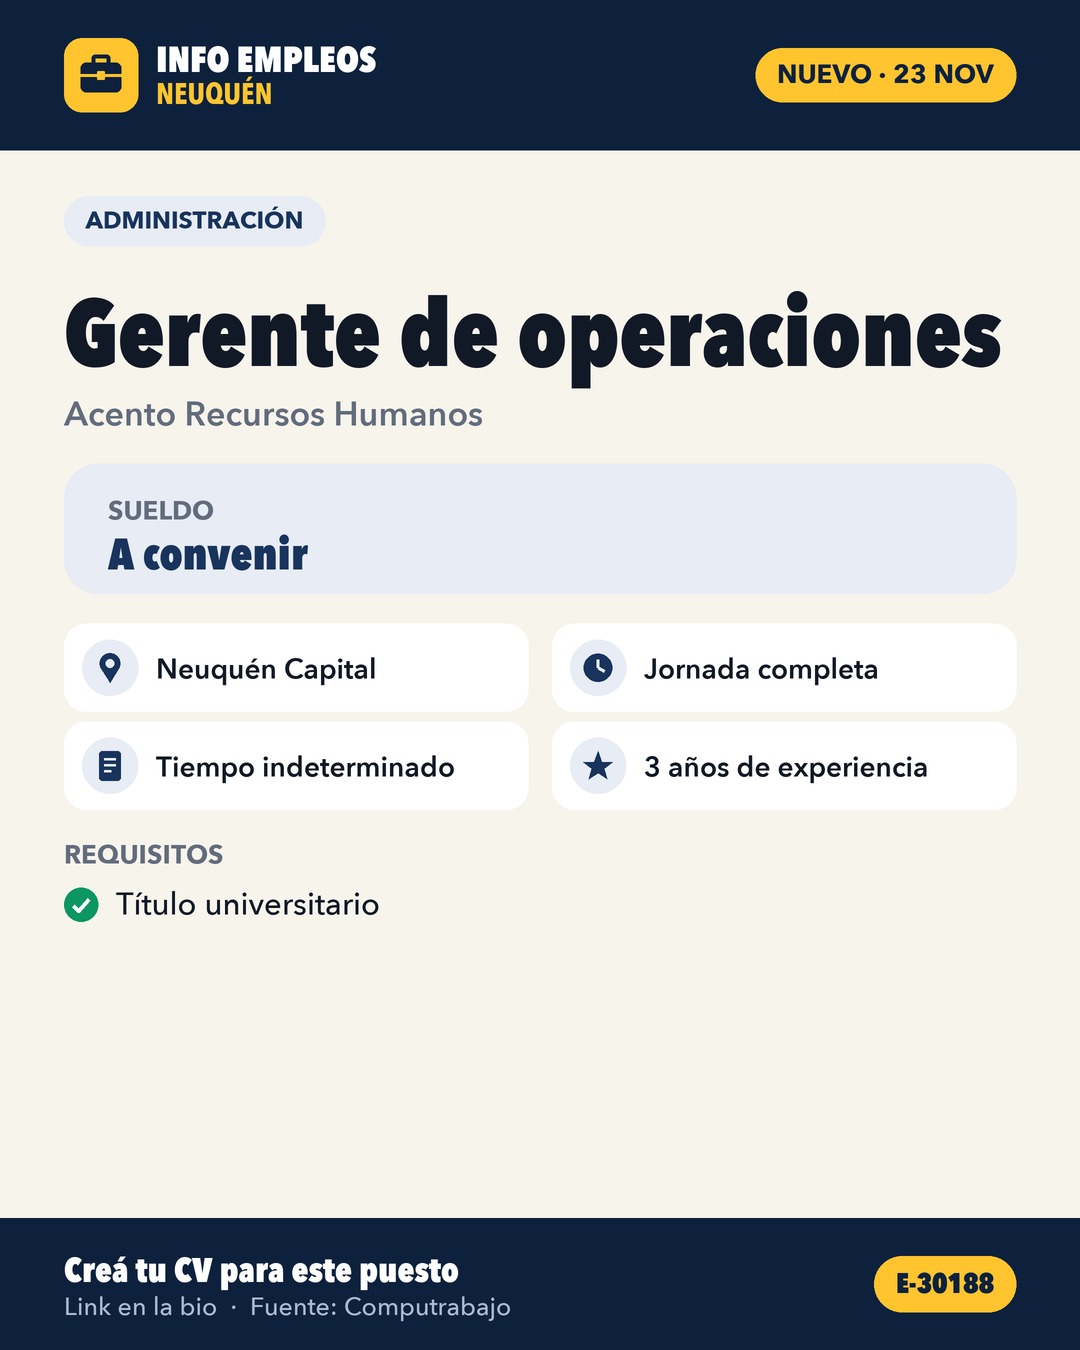 INFO EMPLEOS
NEUQUÉN
NUEVO · 23 NOV
ADMINISTRACIÓN
Gerente de operaciones
Acento Recursos Humanos
SUELDO
A convenir
Neuquén Capital
Jornada completa
Tiempo indeterminado
3 años de experiencia
REQUISITOS
Título universitario
Creá tu CV para este puesto
Link en la bio · Fuente: Computrabajo
E-30188